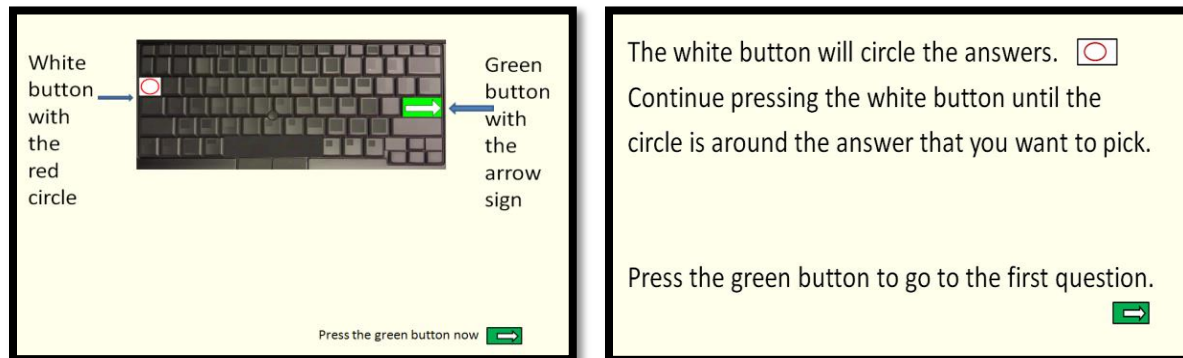 White
button
with
the
red
circle
Green
button
with
the
arrow
sign
Press the green button now
The white button will circle the answers.
Continue pressing the white button until the
circle is around the answer that you want to pick.
Press the green button to go to the first question.